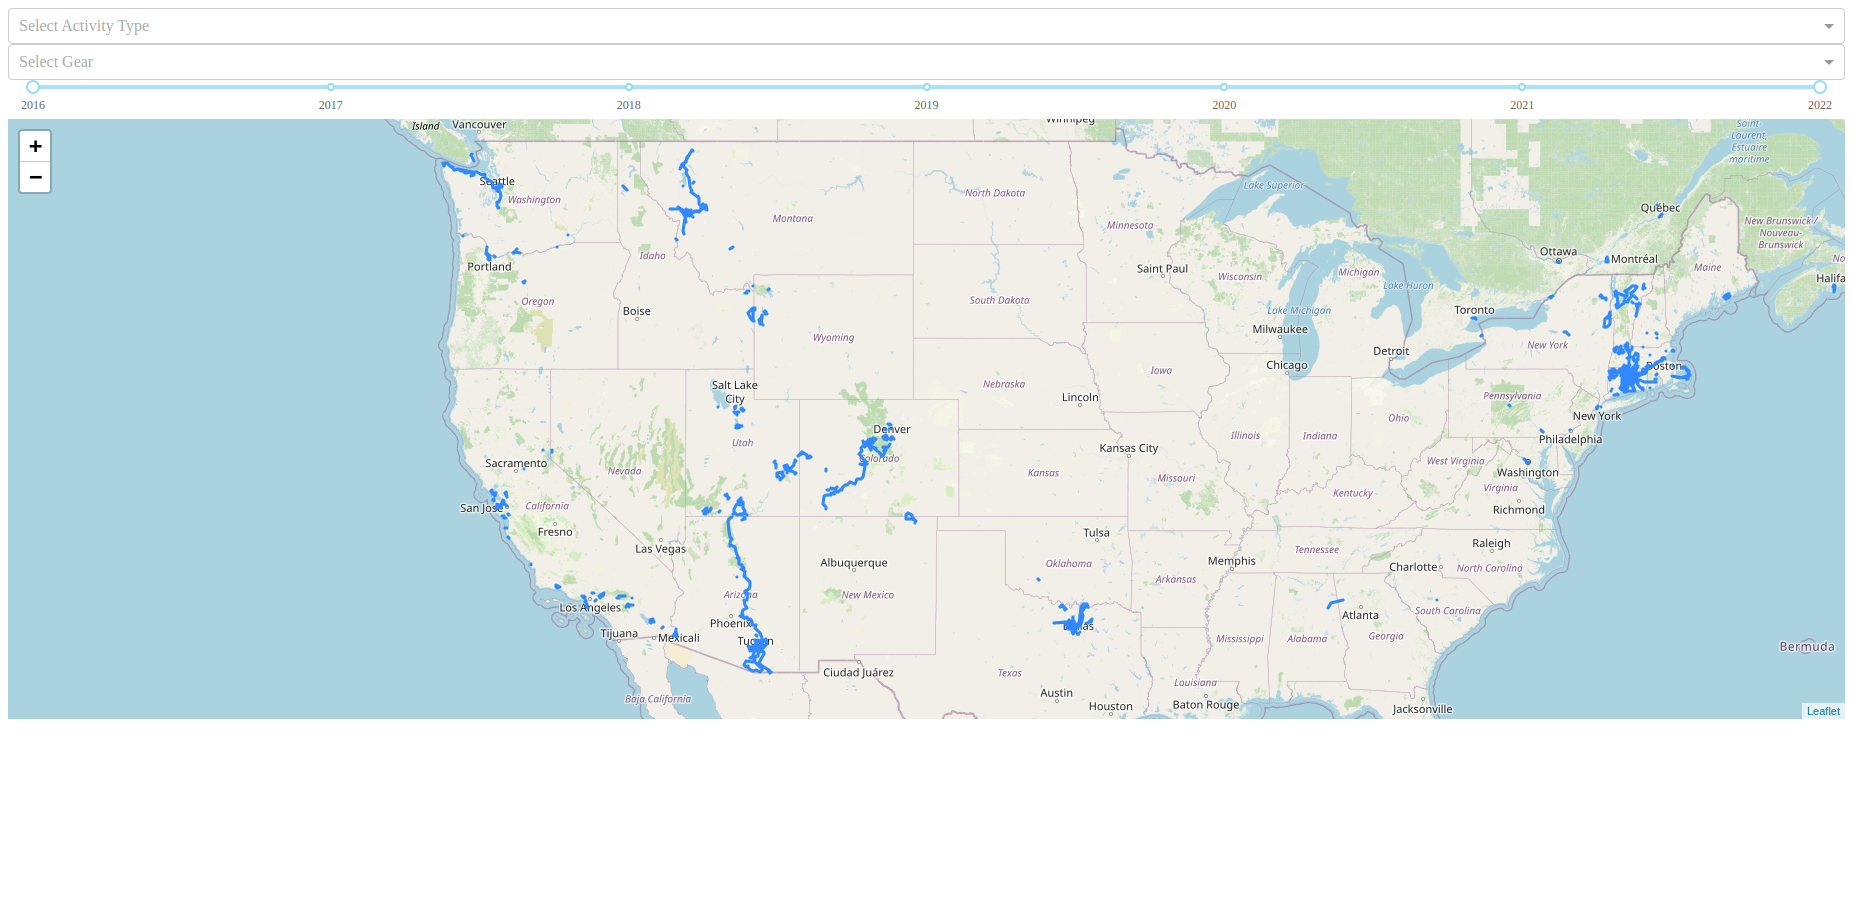 Select Activity Type
Select Gear
2016 2017 2018 2019 2020 2021 2022
+
−
Island
Vancouver
Winnipeg
Saint-
Laurent,
Estuaire
maritime
Seattle
Washington
North Dakota
Lake Superior
Montana
Minnesota
Québec
New Brunswick /
Nouveau-
Brunswick
Portland
Idaho
Saint Paul
Wisconsin
Michigan
Ottawa
Montréal
Maine
No
Halifa
Oregon
Boise
South Dakota
Lake Huron
Lake Michigan
Toronto
Milwaukee
Wyoming
Detroit
New York
Chicago
Boston
Salt Lake
City
Nebraska
Iowa
Lincoln
Pennsylvania
New York
Ohio
Denver
Utah
Colorado
Illinois
Indiana
Philadelphia
Kansas City
Sacramento
Nevada
Kansas
Missouri
West Virginia
Washington
Kentucky
Virginia
San Jose
California
Richmond
Fresno
Las Vegas
Tulsa
Raleigh
Tennessee
Albuquerque
Oklahoma
Memphis
Charlotte
North Carolina
Arkansas
Arizona
New Mexico
Los Angeles
Atlanta
South Carolina
Phoenix
Dallas
Tijuana
Mexicali
Tucson
Mississippi
Alabama
Georgia
Bermuda
Ciudad Juárez
Texas
Louisiana
Baja California
Austin
Houston
Baton Rouge
Jacksonville
Leaflet